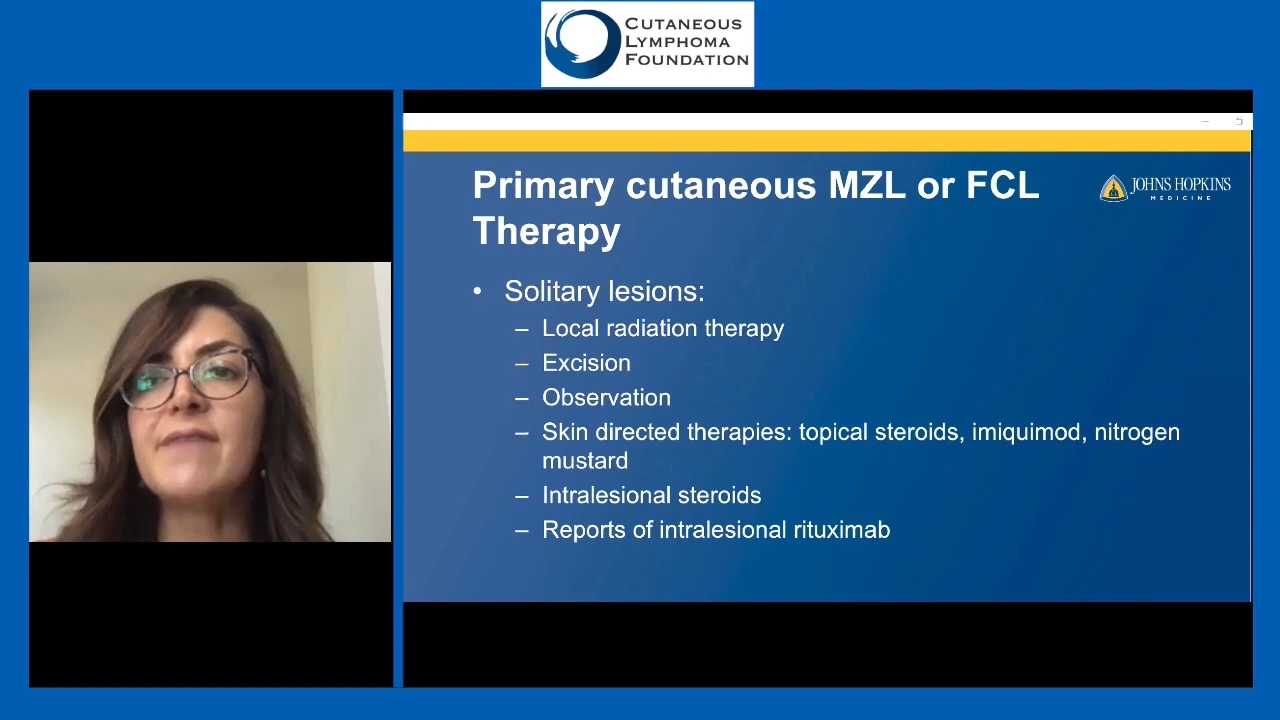 CUTANEOUS
LYMPHOMA
FOUNDATION
Primary cutaneous MZL or FCL
Therapy
JOHNS HOPKINS
MEDICINE
• Solitary lesions:
– Local radiation therapy
– Excision
– Observation
– Skin directed therapies: topical steroids, imiquimod, nitrogen
mustard
– Intralesional steroids
– Reports of intralesional rituximab